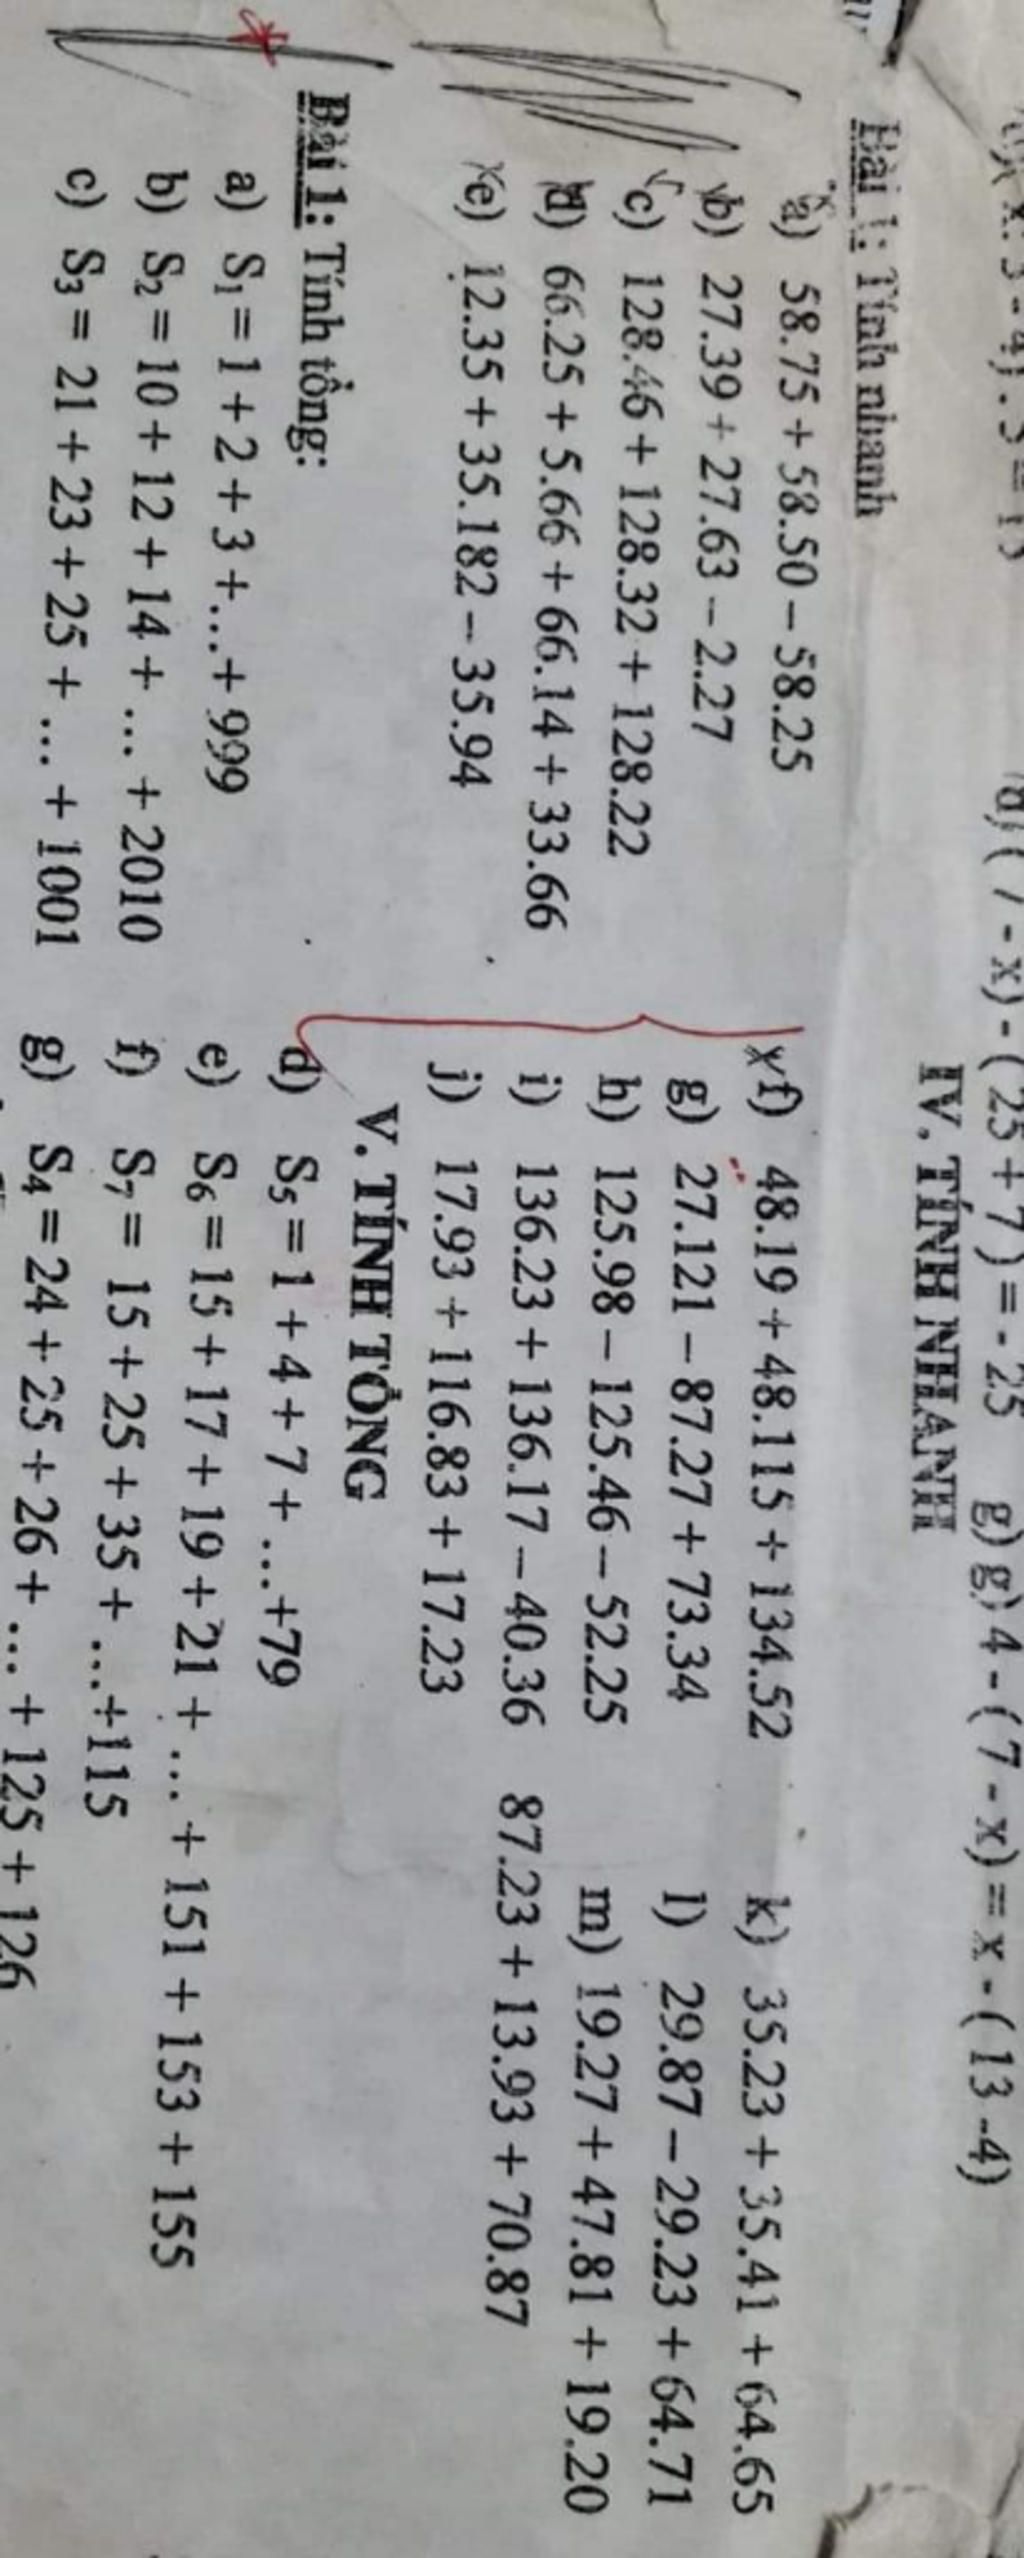 d) ( 7 - x) - ( 25 + 7 ) = - 25 g) g) 4 - ( 7 - x) = x - ( 13 -4)
IV. TÍNH NHANH
Bài 1: Tính nhanh
a) 58.75 + 58.50 – 58.25
b) 27.39 + 27.63 – 2.27
c) 128.46 + 128.32 + 128.22
d) 66.25 + 5.66 + 66.14 + 33.66
e) 12.35 + 35.182 – 35.94
f) 48.19 + 48.115 + 134.52
g) 27.121 – 87.27 + 73.34
h) 125.98 – 125.46 – 52.25
i) 136.23 + 136.17 – 40.36
j) 17.93 + 116.83 + 17.23
k) 35.23 + 35.41 + 64.65
l) 29.87 – 29.23 + 64.71
m) 19.27 + 47.81 + 19.20
87.23 + 13.93 + 70.87
V. TÍNH TỔNG
Bài 1: Tính tổng:
a) S1 = 1 + 2 + 3 +…+ 999
b) S2 = 10 + 12 + 14 + … + 2010
c) S3 = 21 + 23 + 25 + … + 1001
d) S5 = 1 + 4 + 7 + …+79
e) S6 = 15 + 17 + 19 + 21 + … + 151 + 153 + 155
f) S7 = 15 + 25 + 35 + …+115
g) S4 = 24 + 25 + 26 + … + 125 + 126